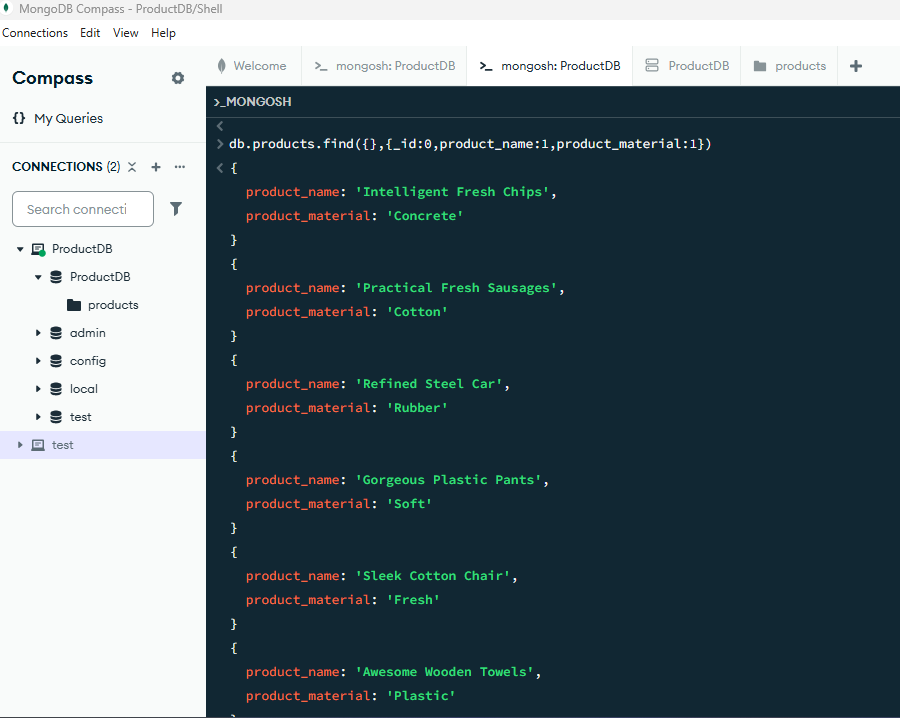 MongoDB Compass - ProductDB/Shell
Connections Edit View Help
Compass
{} My Queries
CONNECTIONS (2)
Search connecti
ProductDB
ProductDB
products
admin
config
local
test
test
Welcome
>_ mongosh: ProductDB
>_ mongosh: ProductDB
ProductDB
products
>_MONGOSH
<
> db.products.find({},{_id:0,product_name:1,product_material:1})
< {
product_name: 'Intelligent Fresh Chips',
product_material: 'Concrete'
}
{
product_name: 'Practical Fresh Sausages',
product_material: 'Cotton'
}
{
product_name: 'Refined Steel Car',
product_material: 'Rubber'
}
{
product_name: 'Gorgeous Plastic Pants',
product_material: 'Soft'
}
{
product_name: 'Sleek Cotton Chair',
product_material: 'Fresh'
}
{
product_name: 'Awesome Wooden Towels',
product_material: 'Plastic'
}